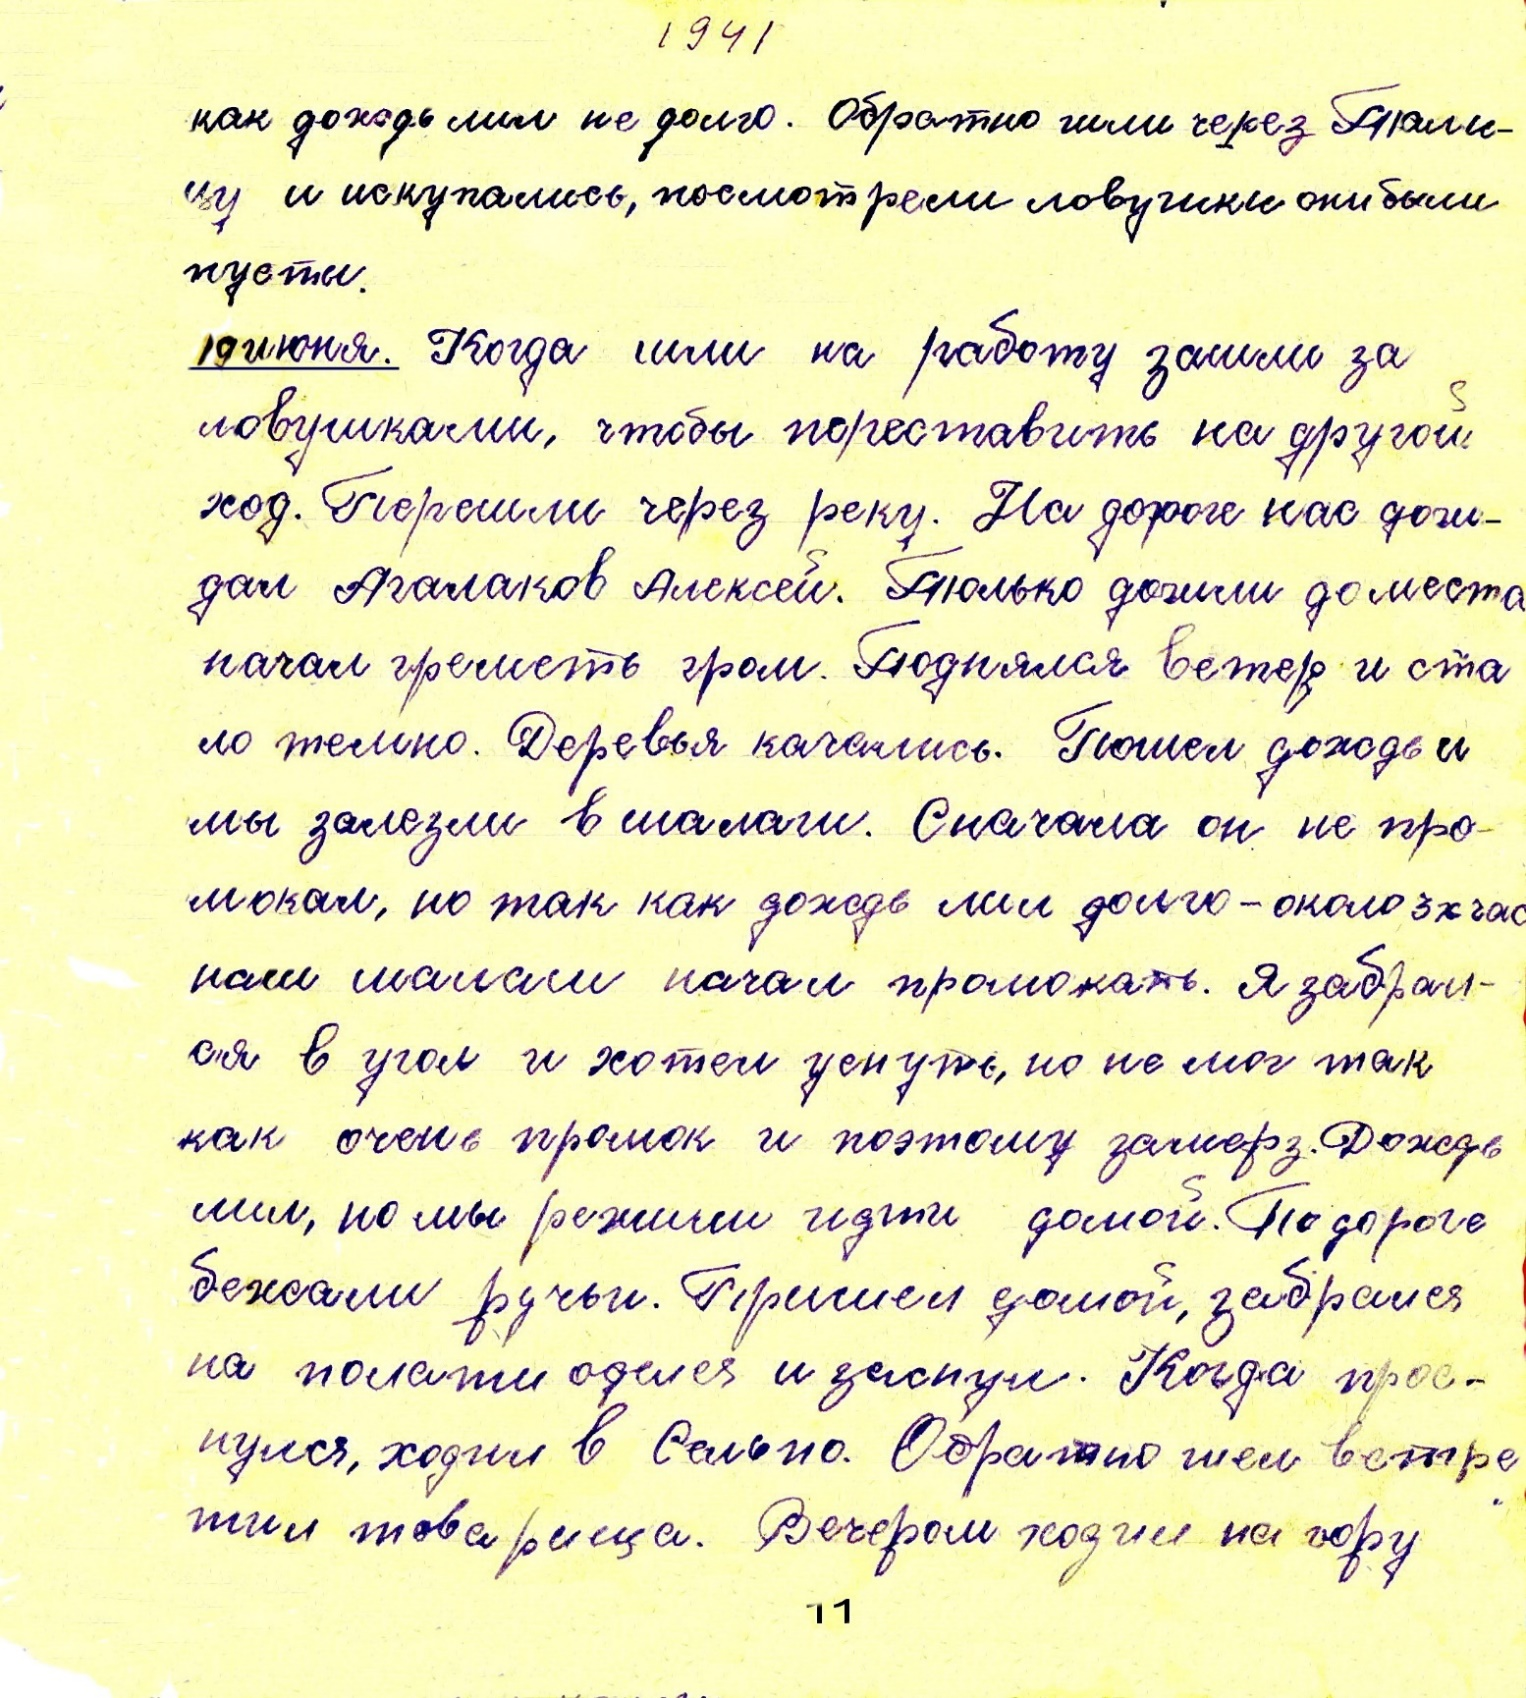 1941
как дождь лил не долго. Обратно шли через Полу-
цу и искупались, посмотрели ловушки они были
пусты.
19 июня. Когда шли на работу зашли за
ловушками, чтобы переставить на другой
ход. Перешли через реку. На дороге нас дожи-
дал Агалаков Алексей. Только дошли до места
начал греметь гром. Поднялся ветер и ста
ло темно. Деревья качались. Пошел дождь и
мы залезли в шалаш. Сначала он не про-
мокал, но так как дождь лил долго - около 3х час
наш шалаш начал промокать. Я забрал-
ся в угол и хотел уснуть, но не мог так
как очень промок и поэтому замерз. Дождь
лил, но мы решили идти домой. По дороге
бежали ручьи. Пришел домой, забрался
на полати оделся и заснул. Когда прос-
нулся, ходил в Сельпо. Обратно шел встре
тил товарища. Вечером ходил на гору
11